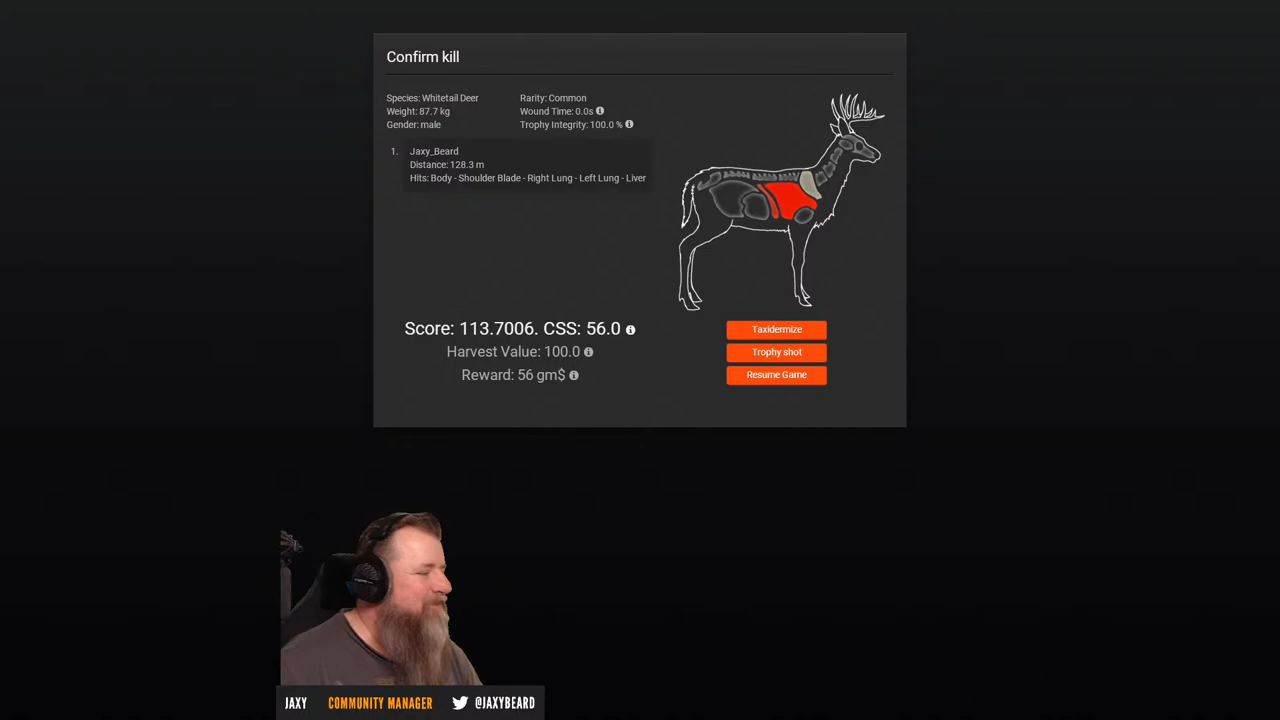 Confirm kill
Species: Whitetail Deer
Weight: 87.7 kg
Gender: male
Rarity: Common
Wound Time: 0.0s
Trophy Integrity: 100.0 %
1. Jaxy_Beard
Distance: 128.3 m
Hits: Body - Shoulder Blade - Right Lung - Left Lung - Liver
Score: 113.7006. CSS: 56.0
Harvest Value: 100.0
Reward: 56 gm$
Taxidermize
Trophy shot
Resume Game
JAXY COMMUNITY MANAGER @JAXYBEARD